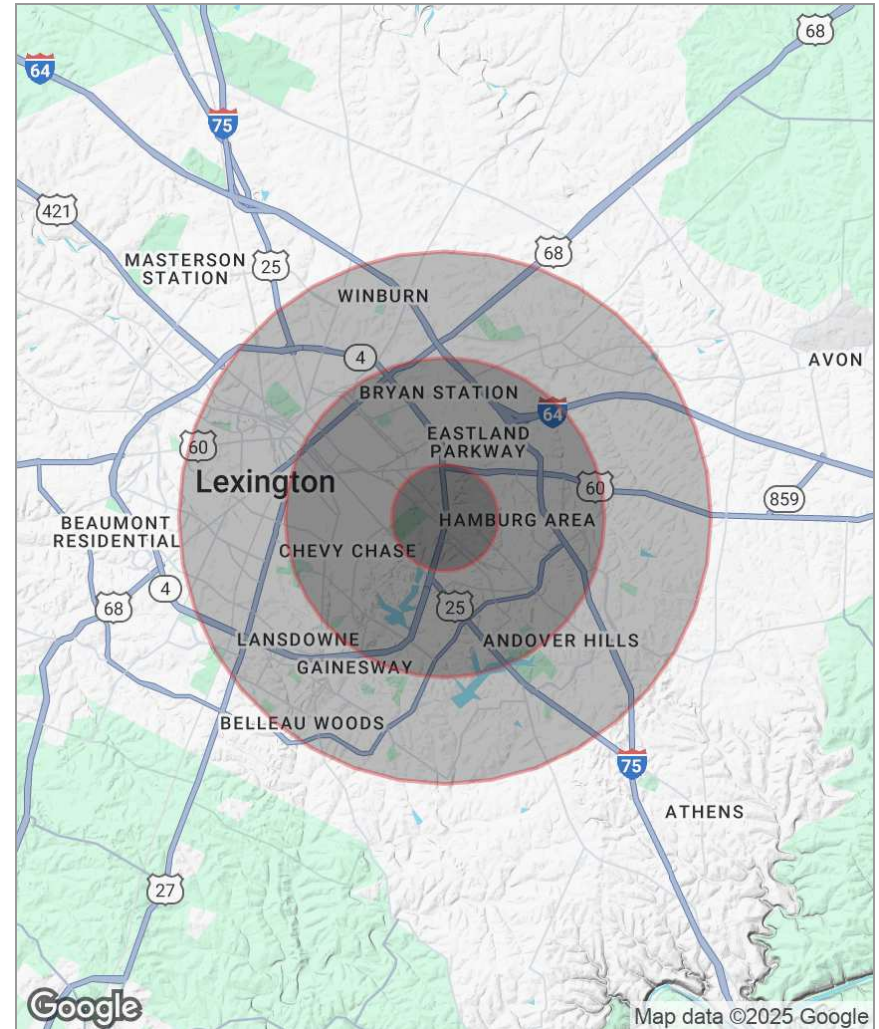 68
64
75
421
68
MASTERSON
STATION
25
WINBURN
4
AVON
BRYAN STATION
64
EASTLAND
PARKWAY
60
Lexington
60
859
BEAUMONT
RESIDENTIAL
HAMBURG AREA
CHEVY CHASE
4
68
25
LANSDOWNE
ANDOVER HILLS
GAINESWAY
BELLEAU WOODS
75
ATHENS
27
Google
Map data ©2025 Google